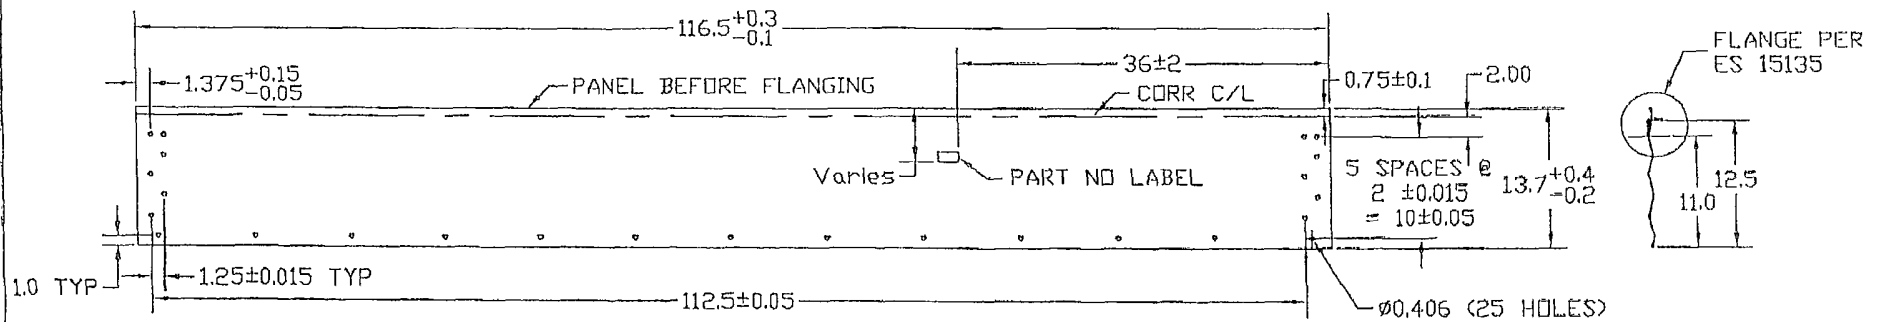 116.5+0.3
-0.1
FLANGE PER
ES 15135
36±2
1.375+0.15
-0.05
PANEL BEFORE FLANGING
CORR C/L
0.75±0.1
2.00
Varies
PART NO LABEL
5 SPACES @
2 ±0.015
= 10±0.05
13.7+0.4
-0.2
11.0
12.5
1.0 TYP
1.25±0.015 TYP
112.5±0.05
ø0.406 (25 HOLES)